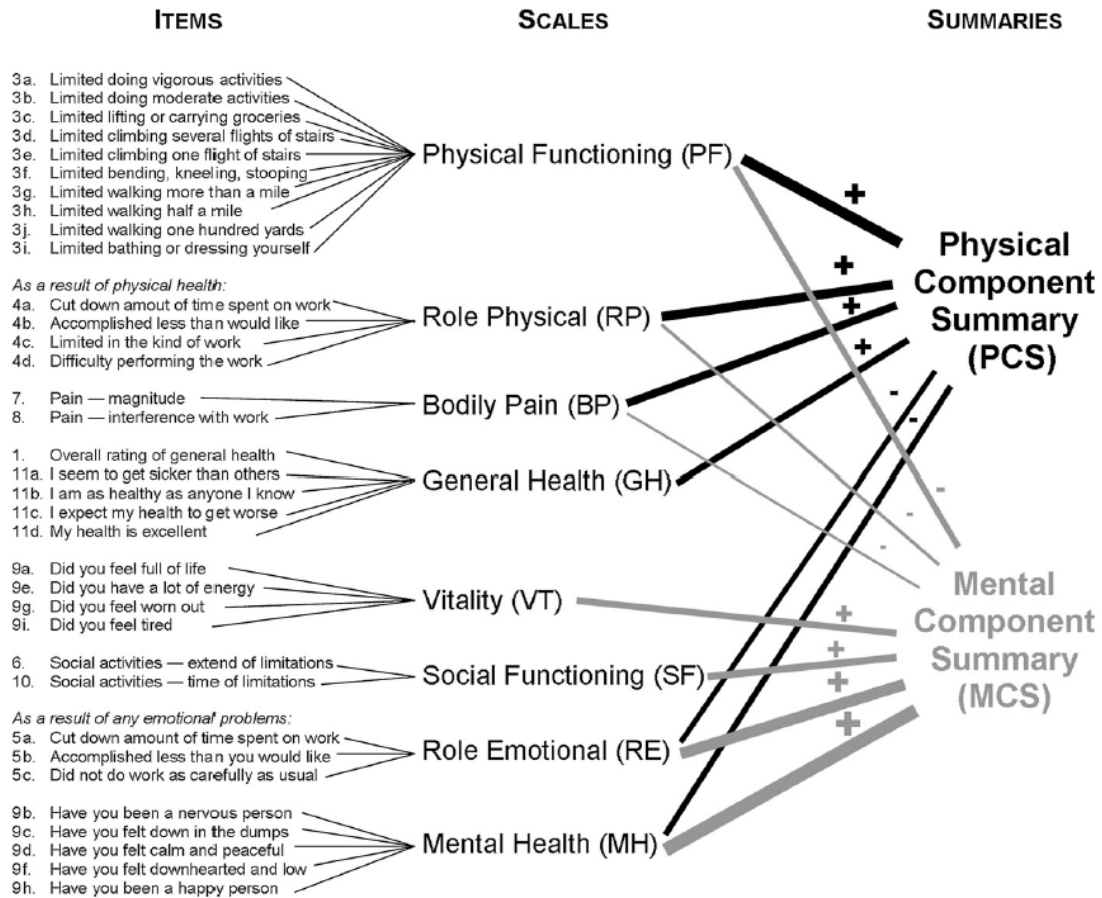 ITEMS
SCALES
SUMMARIES
3a. Limited doing vigorous activities
3b. Limited doing moderate activities
3c. Limited lifting or carrying groceries
3d. Limited climbing several flights of stairs
3e. Limited climbing one flight of stairs
3f. Limited bending, kneeling, stooping
3g. Limited walking more than a mile
3h. Limited walking half a mile
3j. Limited walking one hundred yards
3i. Limited bathing or dressing yourself
Physical Functioning (PF)
As a result of physical health:
4a. Cut down amout of time spent on work
4b. Accomplished less than would like
4c. Limited in the kind of work
4d. Difficulty performing the work
Role Physical (RP)
7. Pain — magnitude
8. Pain — interference with work
Bodily Pain (BP)
1. Overall rating of general health
11a. I seem to get sicker than others
11b. I am as healthy as anyone I know
11c. I expect my health to get worse
11d. My health is excellent
General Health (GH)
9a. Did you feel full of life
9e. Did you have a lot of energy
9g. Did you feel worn out
9i. Did you feel tired
Vitality (VT)
6. Social activities — extend of limitations
10. Social activities — time of limitations
Social Functioning (SF)
As a result of any emotional problems:
5a. Cut down amount of time spent on work
5b. Accomplished less than you would like
5c. Did not do work as carefully as usual
Role Emotional (RE)
9b. Have you been a nervous person
9c. Have you felt down in the dumps
9d. Have you felt calm and peaceful
9f. Have you felt downhearted and low
9h. Have you been a happy person
Mental Health (MH)
+
+
+
+
-
-
Physical
Component
Summary
(PCS)
-
-
-
+
+
+
+
Mental
Component
Summary
(MCS)